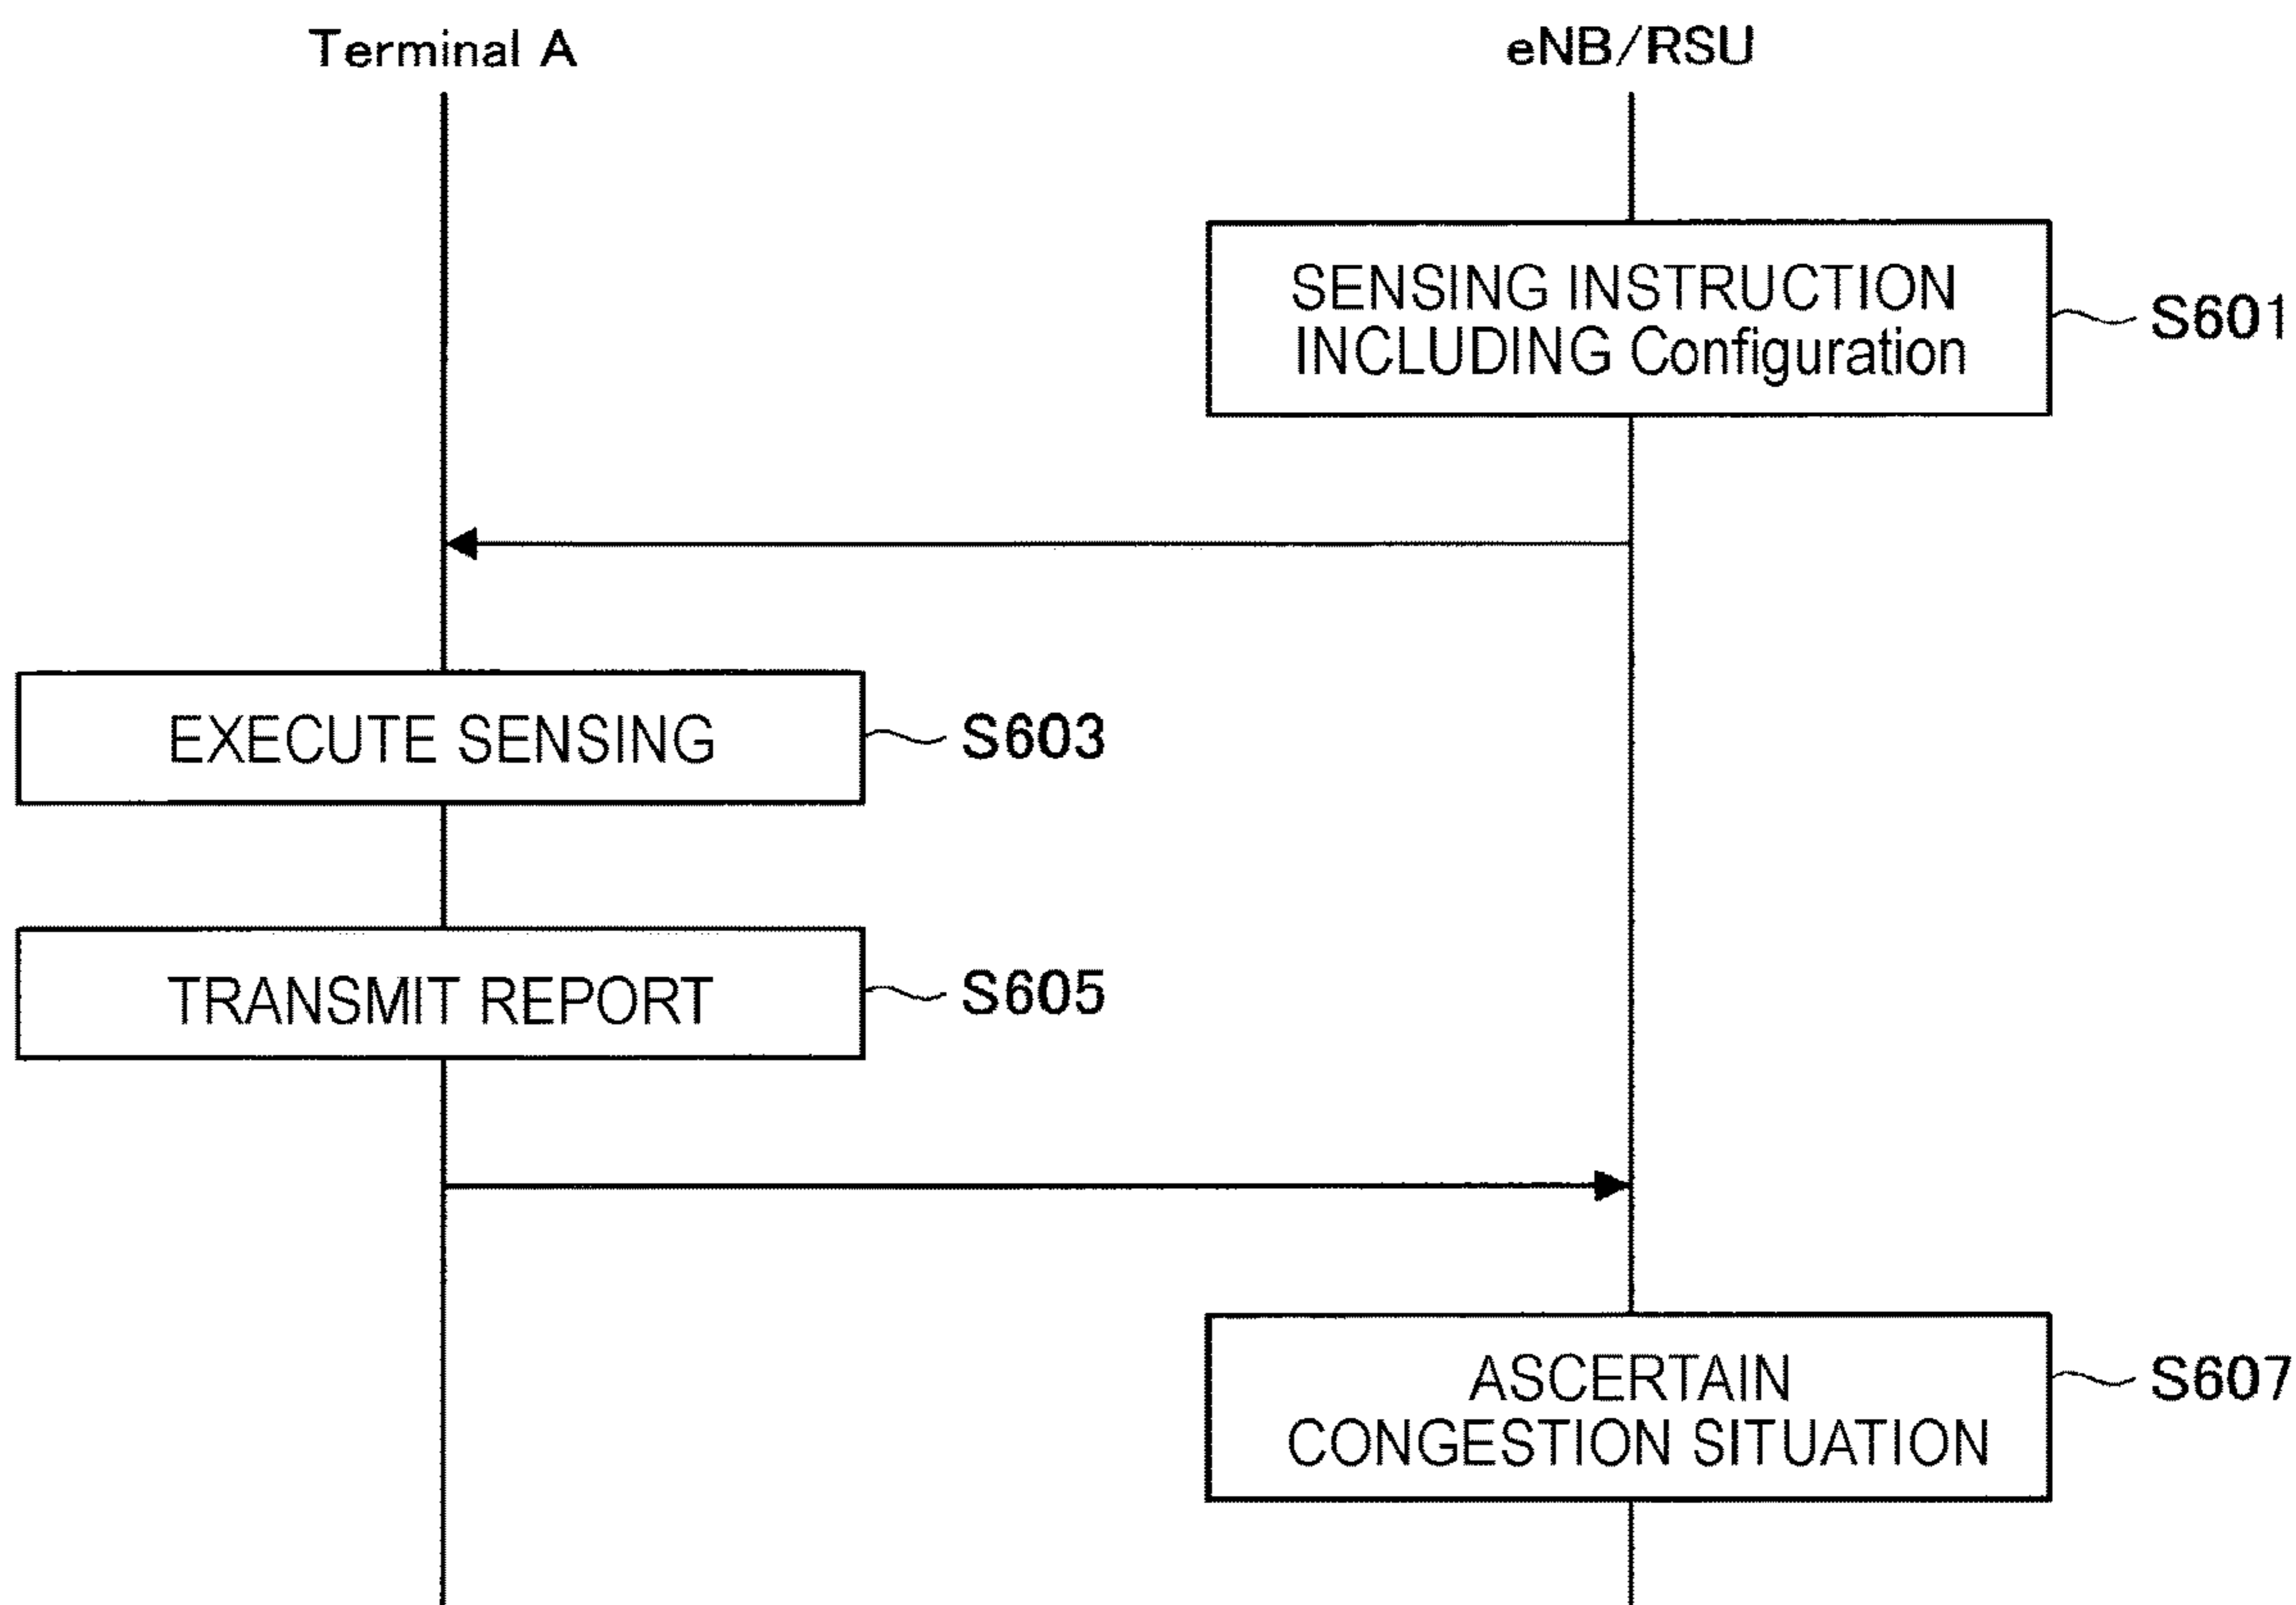 Terminal A
eNB/RSU
SENSING INSTRUCTION
INCLUDING Configuration
S601
EXECUTE SENSING
S603
TRANSMIT REPORT
S605
ASCERTAIN
CONGESTION SITUATION
S607